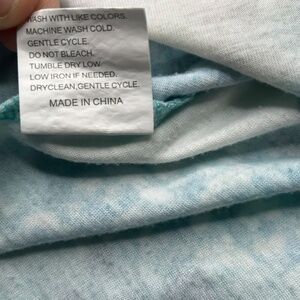 WASH WITH LIKE COLORS.
MACHINE WASH COLD.
GENTLE CYCLE.
DO NOT BLEACH.
TUMBLE DRY LOW
LOW IRON IF NEEDED.
DRYCLEAN,GENTLE CYCLE.
MADE IN CHINA